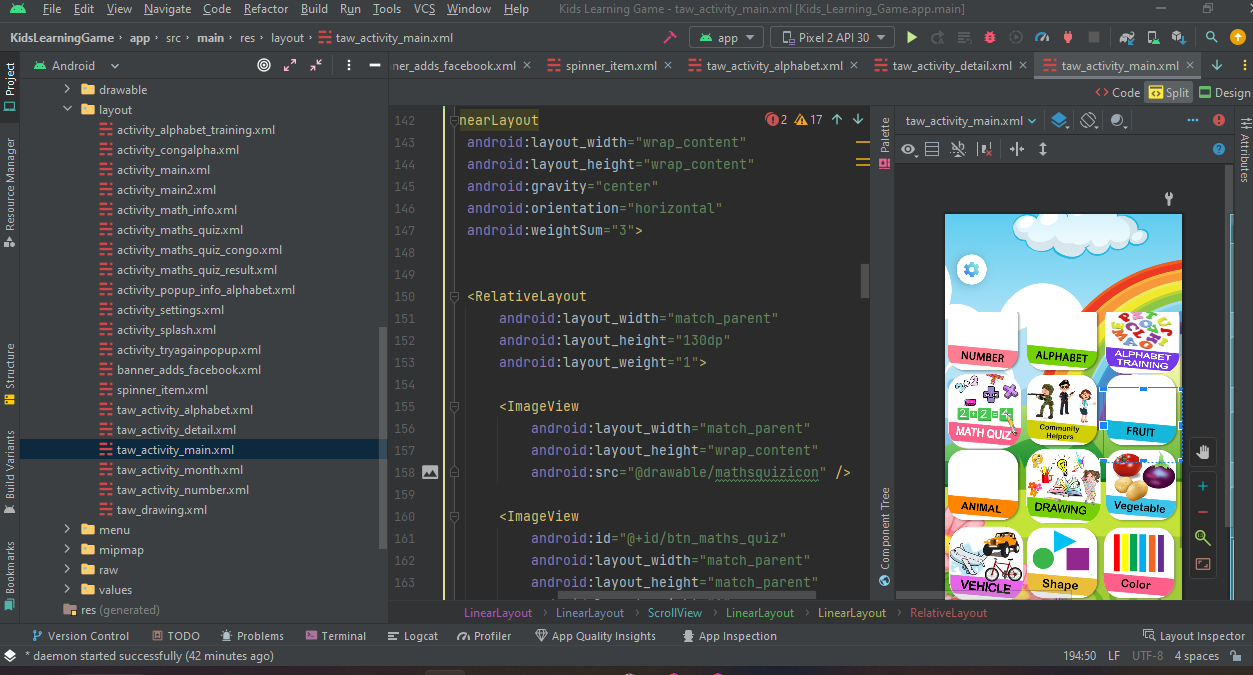 File Edit View Navigate Code Refactor Build Run Tools VCS Window Help Kids Learning Game - taw_activity_main.xml [Kids_Learning_Game.app.main]
KidsLearningGame app src main res layout taw_activity_main.xml app Pixel 2 API 30
Android
ner_adds_facebook.xml spinner_item.xml taw_activity_alphabet.xml taw_activity_detail.xml taw_activity_main.xml
Code Split Design
Project
Resource Manager
Structure
Build Variants
Bookmarks
drawable
layout
activity_alphabet_training.xml
activity_congalpha.xml
activity_main.xml
activity_main2.xml
activity_math_info.xml
activity_maths_quiz.xml
activity_maths_quiz_congo.xml
activity_maths_quiz_result.xml
activity_popup_info_alphabet.xml
activity_settings.xml
activity_splash.xml
activity_tryagainpopup.xml
banner_adds_facebook.xml
spinner_item.xml
taw_activity_alphabet.xml
taw_activity_detail.xml
taw_activity_main.xml
taw_activity_month.xml
taw_activity_number.xml
taw_drawing.xml
menu
mipmap
raw
values
res (generated)
142 nearLayout 2 17
143 android:layout_width="wrap_content"
144 android:layout_height="wrap_content"
145 android:gravity="center"
146 android:orientation="horizontal"
147 android:weightSum="3">
148
149
150 <RelativeLayout
151 android:layout_width="match_parent"
152 android:layout_height="130dp"
153 android:layout_weight="1">
154
155 <ImageView
156 android:layout_width="match_parent"
157 android:layout_height="wrap_content"
158 android:src="@drawable/mathsquizicon" />
159
160 <ImageView
161 android:id="@+id/btn_maths_quiz"
162 android:layout_width="match_parent"
163 android:layout_height="match_parent"
Palette
Component Tree
Attributes
taw_activity_main.xml
NUMBER
ALPHABET
ALPHABET
TRAINING
2+2=4
MATH QUIZ
Community
Helpers
FRUIT
ANIMAL
DRAWING
Vegetable
VEHICLE
Shape
Color
LinearLayout LinearLayout ScrollView LinearLayout LinearLayout RelativeLayout
Version Control TODO Problems Terminal Logcat Profiler App Quality Insights App Inspection Layout Inspector
* daemon started successfully (42 minutes ago) 194:50 LF UTF-8 4 spaces